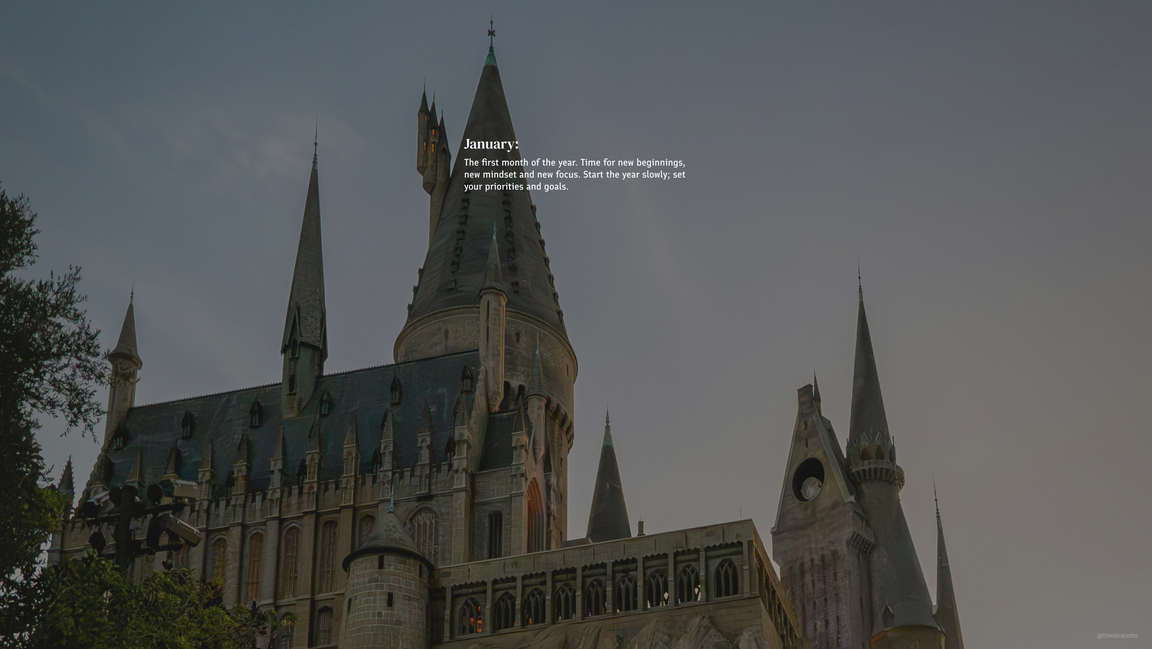 January:
The first month of the year. Time for new beginnings,
new mindset and new focus. Start the year slowly; set
your priorities and goals.